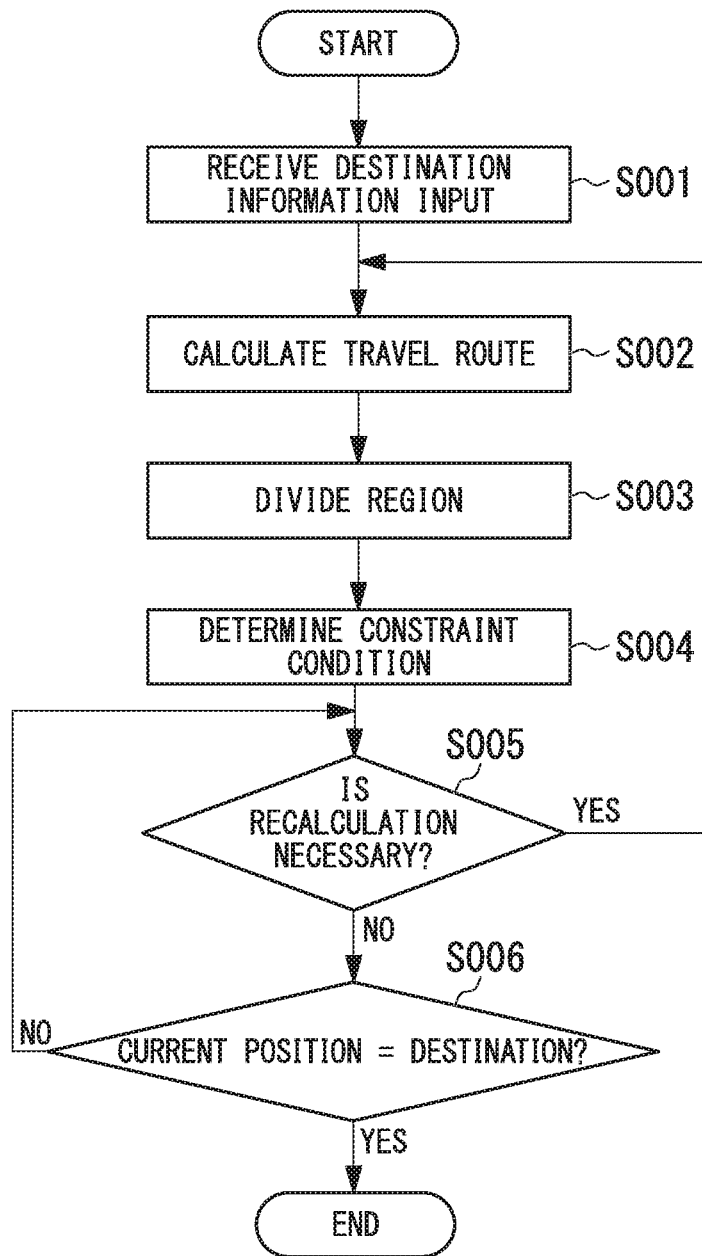 START
RECEIVE DESTINATION
INFORMATION INPUT
S001
CALCULATE TRAVEL ROUTE
S002
DIVIDE REGION
S003
DETERMINE CONSTRAINT
CONDITION
S004
S005
IS
RECALCULATION
NECESSARY?
YES
NO
S006
CURRENT POSITION = DESTINATION?
NO
YES
END